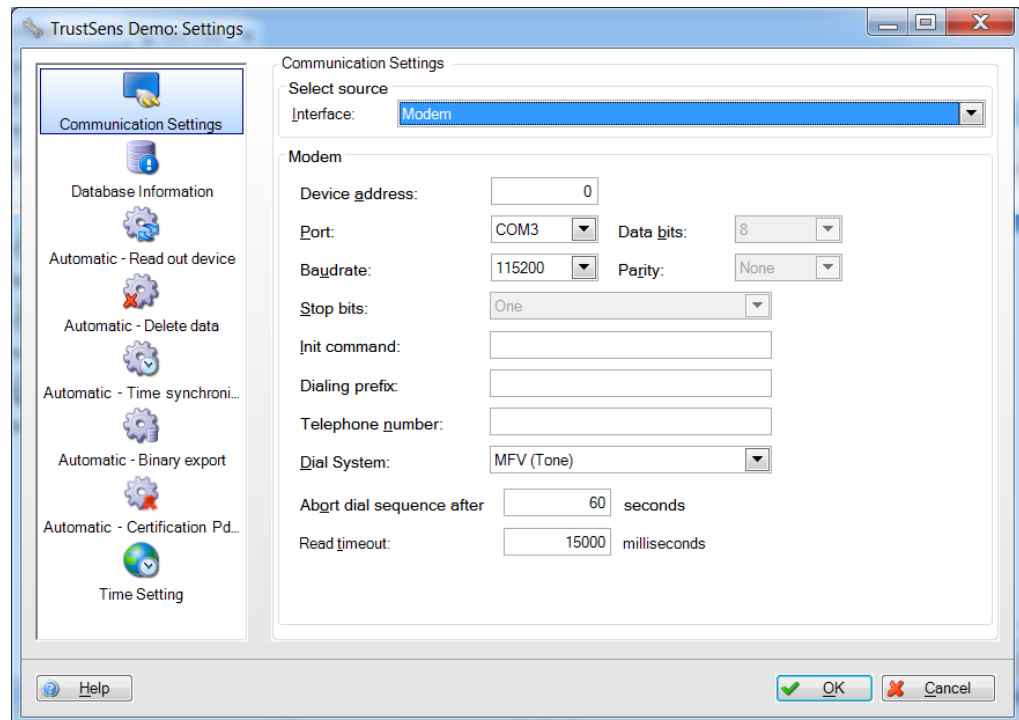 TrustSens Demo: Settings
Communication Settings
Database Information
Automatic - Read out device
Automatic - Delete data
Automatic - Time synchroni...
Automatic - Binary export
Automatic - Certification Pd...
Time Setting
Communication Settings
Select source
Interface: Modem
Modem
Device address: 0
Port: COM3 Data bits: 8
Baudrate: 115200 Parity: None
Stop bits: One
Init command:
Dialing prefix:
Telephone number:
Dial System: MFV (Tone)
Abort dial sequence after 60 seconds
Read timeout: 15000 milliseconds
Help OK Cancel